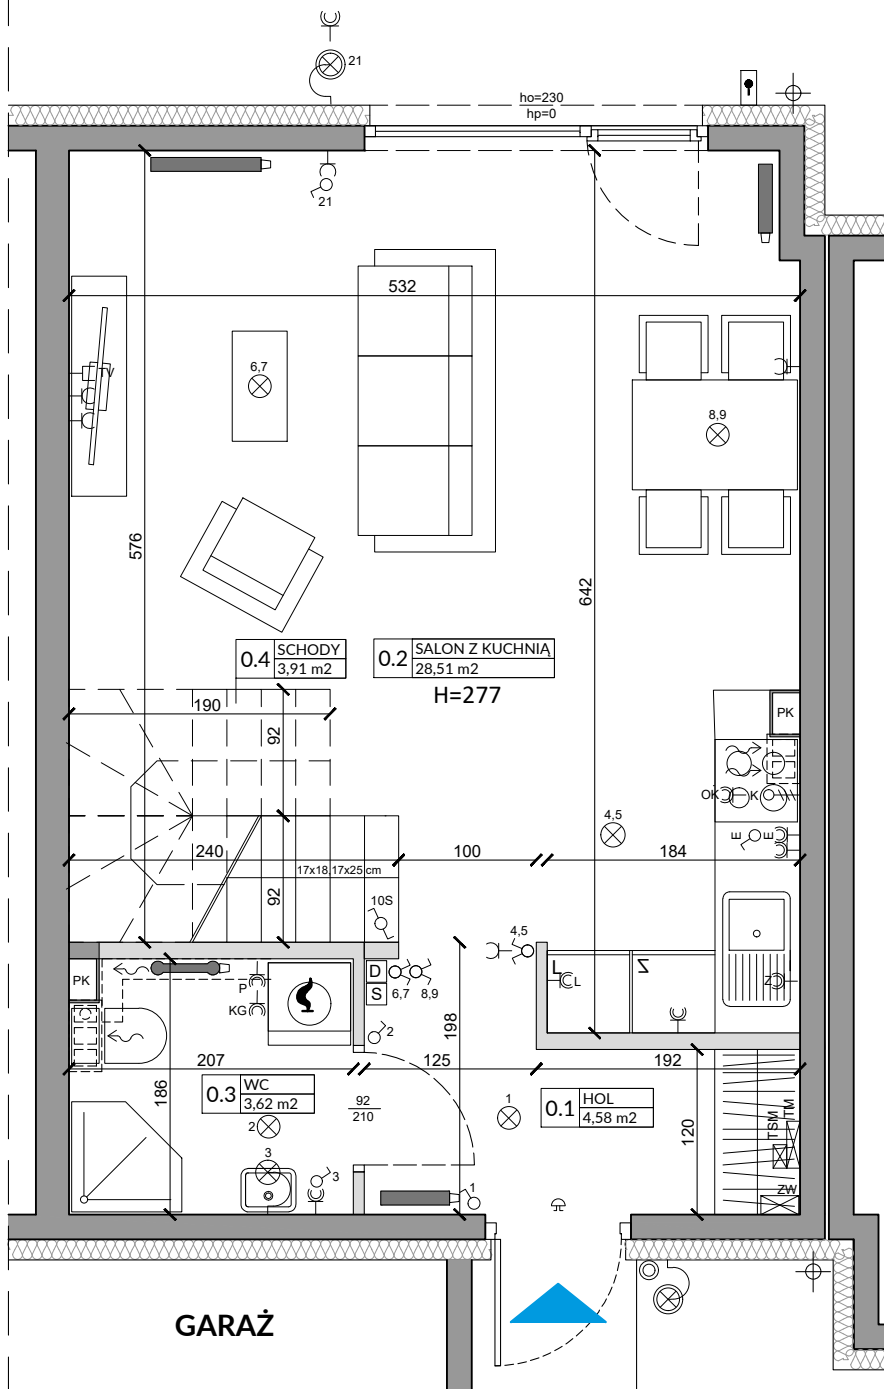 21
ho=230
hp=0
21
532
TV
6,7
8,9
576
642
0.4 SCHODY
3,91 m2
0.2 SALON Z KUCHNIĄ
28,51 m2
H=277
190
92
PK
OK
K
4,5
E
E
240
100
184
17x18,17x25 cm
92
10S
4,5
PK
P
KG
D
S
6,7
8,9
L
L
Z
Z
2
198
207
125
192
186
0.3 WC
3,62 m2
92
210
1
0.1 HOL
4,58 m2
120
TSM
TM
2
3
3
1
ZW
GARAŻ